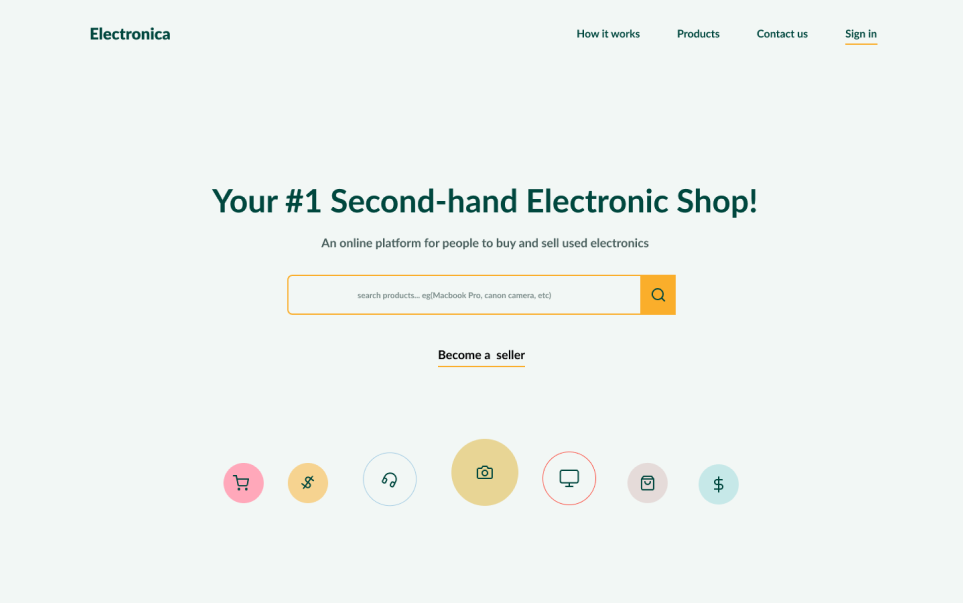 Electronica
How it works
Products
Contact us
Sign in
Your #1 Second-hand Electronic Shop!
An online platform for people to buy and sell used electronics
search products... eg(Macbook Pro, canon camera, etc)
Become a seller